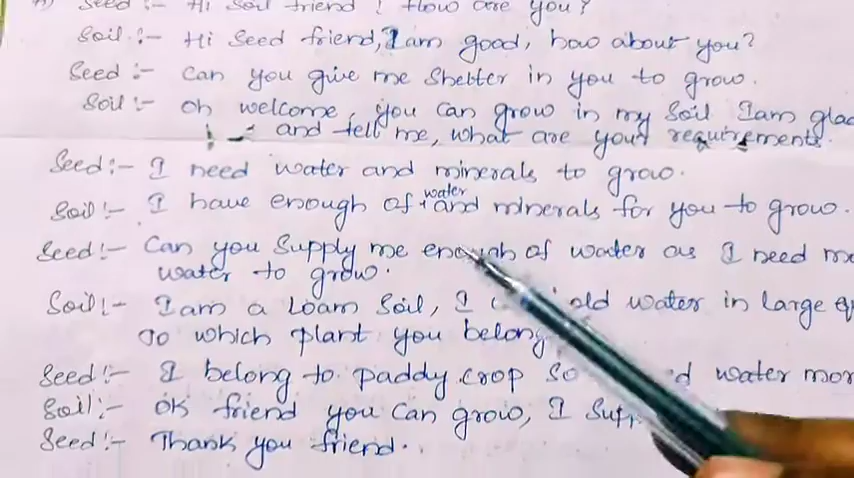 Seed :- Hi Soil friend ! How are you?
Soil :- Hi Seed friend, I am good, how about you?
Seed :- Can you give me Shelter in you to grow.
Soil :- Oh welcome, you can grow in my Soil I am glad
and tell me, what are your requirements.
Seed :- I need water and minerals to grow.
Soil :- I have enough of water and minerals for you to grow.
Seed :- Can you Supply me enough of water as I need
water to grow.
Soil :- I am a Loam Soil, I water in large
To which plant you belong
Seed :- I belong to paddy crop So water
Soil :- OK friend you can grow, I
Seed :- Thank you friend.